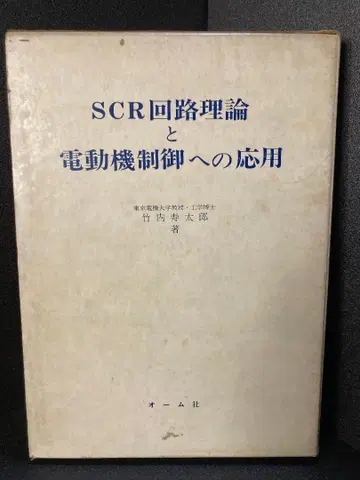 SCR回路理論
と
電動機制御への応用
東京電機大学教授・工学博士
竹内寿太郎
著
オーム社